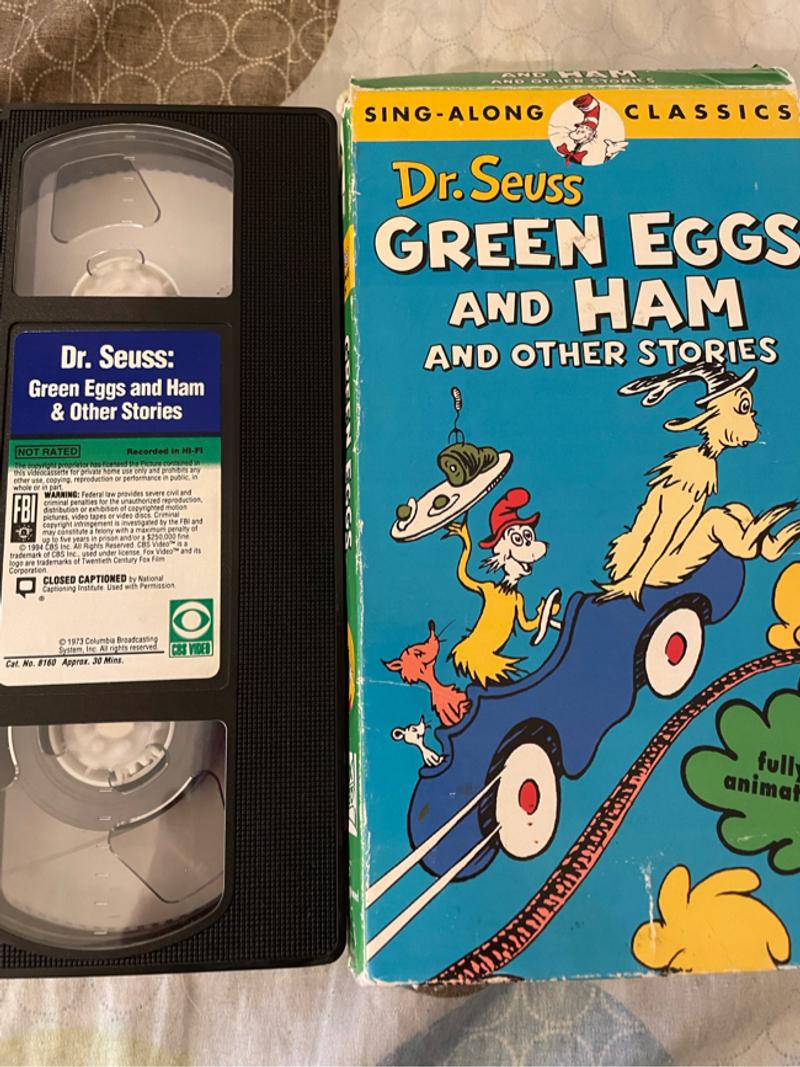 Dr. Seuss:
Green Eggs and Ham
& Other Stories
NOT RATED Recorded in HI-FI
The copyright proprietor has licensed the Picture contained in
this videocassette for private home use only and prohibits any
other use, copying, reproduction or performance in public, in
whole or in part.
FBI
WARNING: Federal law provides severe civil and
criminal penalties for the unauthorized reproduction,
distribution or exhibition of copyrighted motion
pictures, video tapes or video discs. Criminal
copyright infringement is investigated by the FBI and
may constitute a felony with a maximum penalty of
up to five years in prison and/or a $250,000 fine.
© 1994 CBS Inc. All Rights Reserved. CBS Video™ is a
trademark of CBS Inc., used under license. Fox Video™ and its
logo are trademarks of Twentieth Century Fox Film
Corporation.
CLOSED CAPTIONED by National
Captioning Institute. Used with Permission.
®
© 1973 Columbia Broadcasting
System, Inc. All rights reserved.
CBS VIDEO
Cat. No. 8160 Approx. 30 Mins.
AND HAM
AND OTHER STORIES
SING-ALONG CLASSICS
Dr. Seuss
GREEN EGGS
AND HAM
AND OTHER STORIES
fully
animat
GREEN EGGS